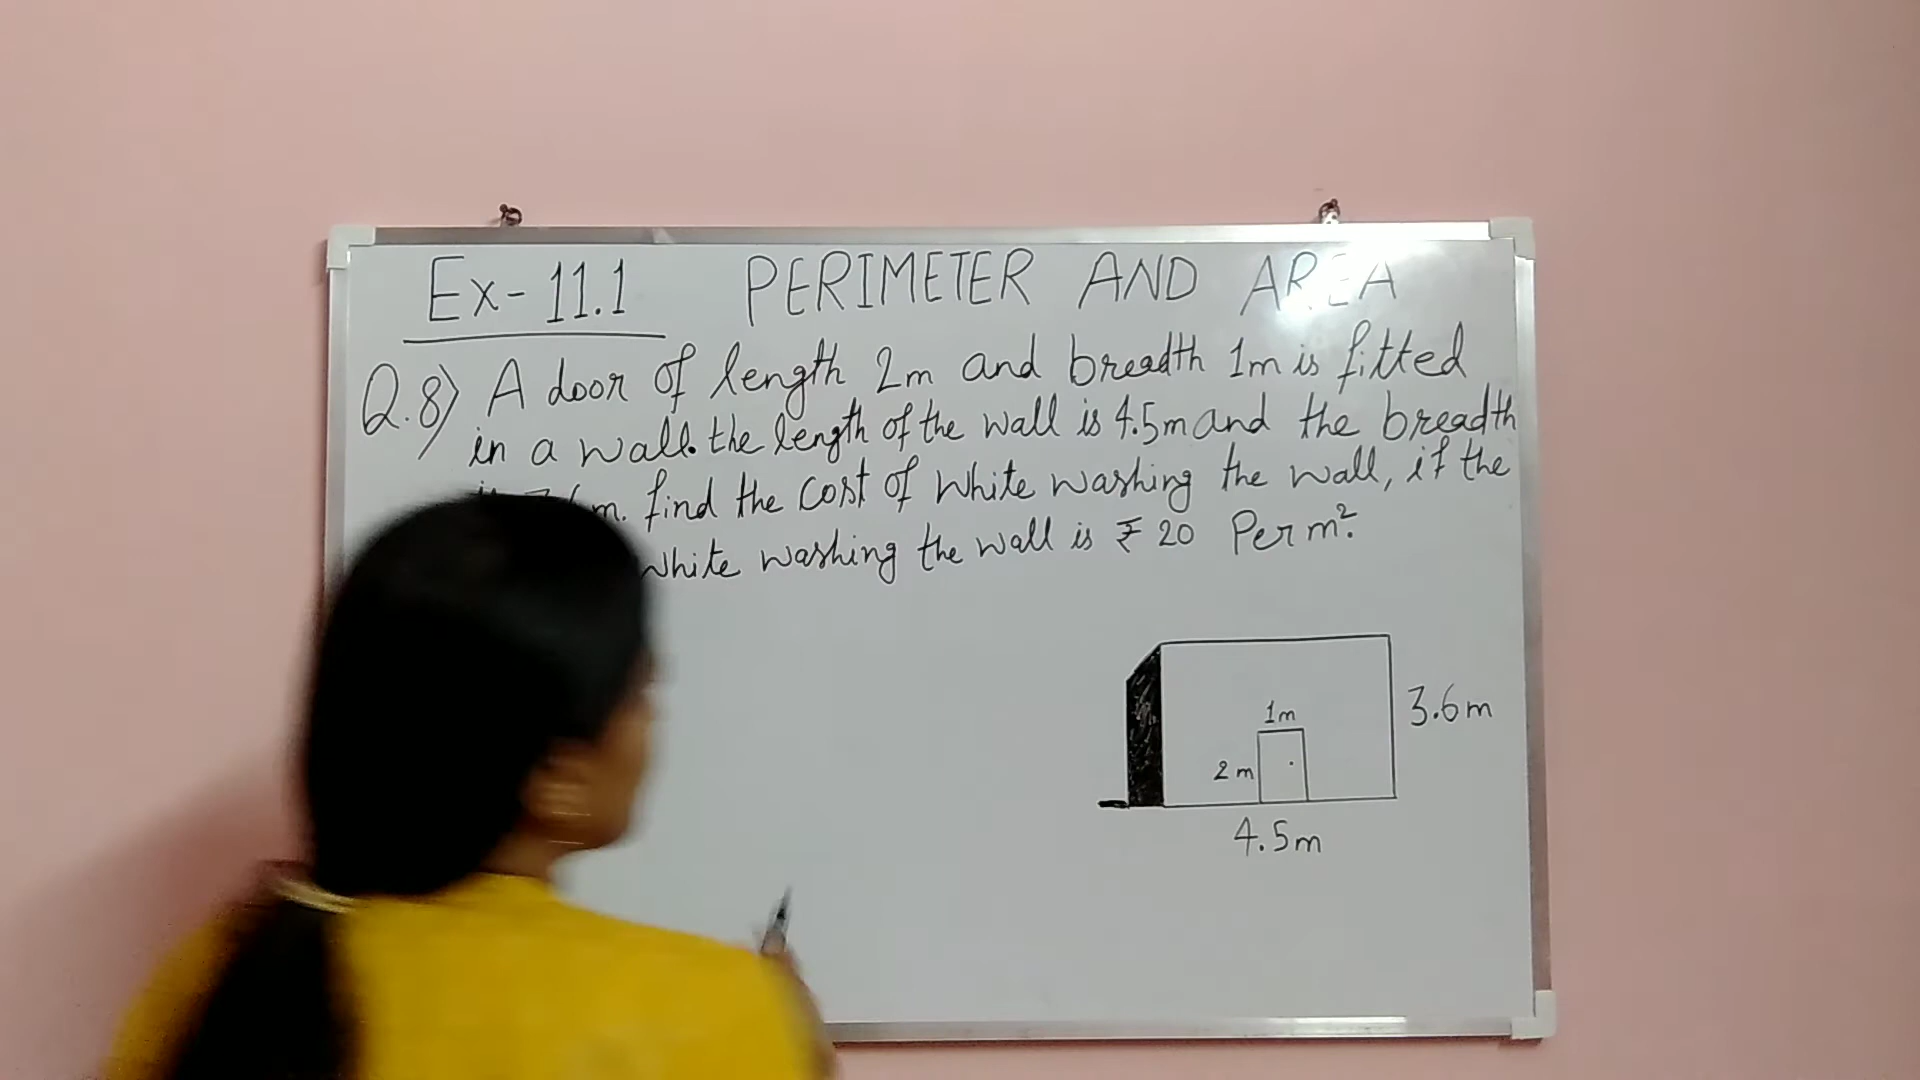 Ex-11.1 PERIMETER AND AREA
Q.8) A door of length 2m and breadth 1m is fitted
in a wall. the length of the wall is 4.5m and the breadth
m. find the cost of white washing the wall, if the
white washing the wall is ₹ 20 Per m².
1m
3.6m
2 m
4.5m